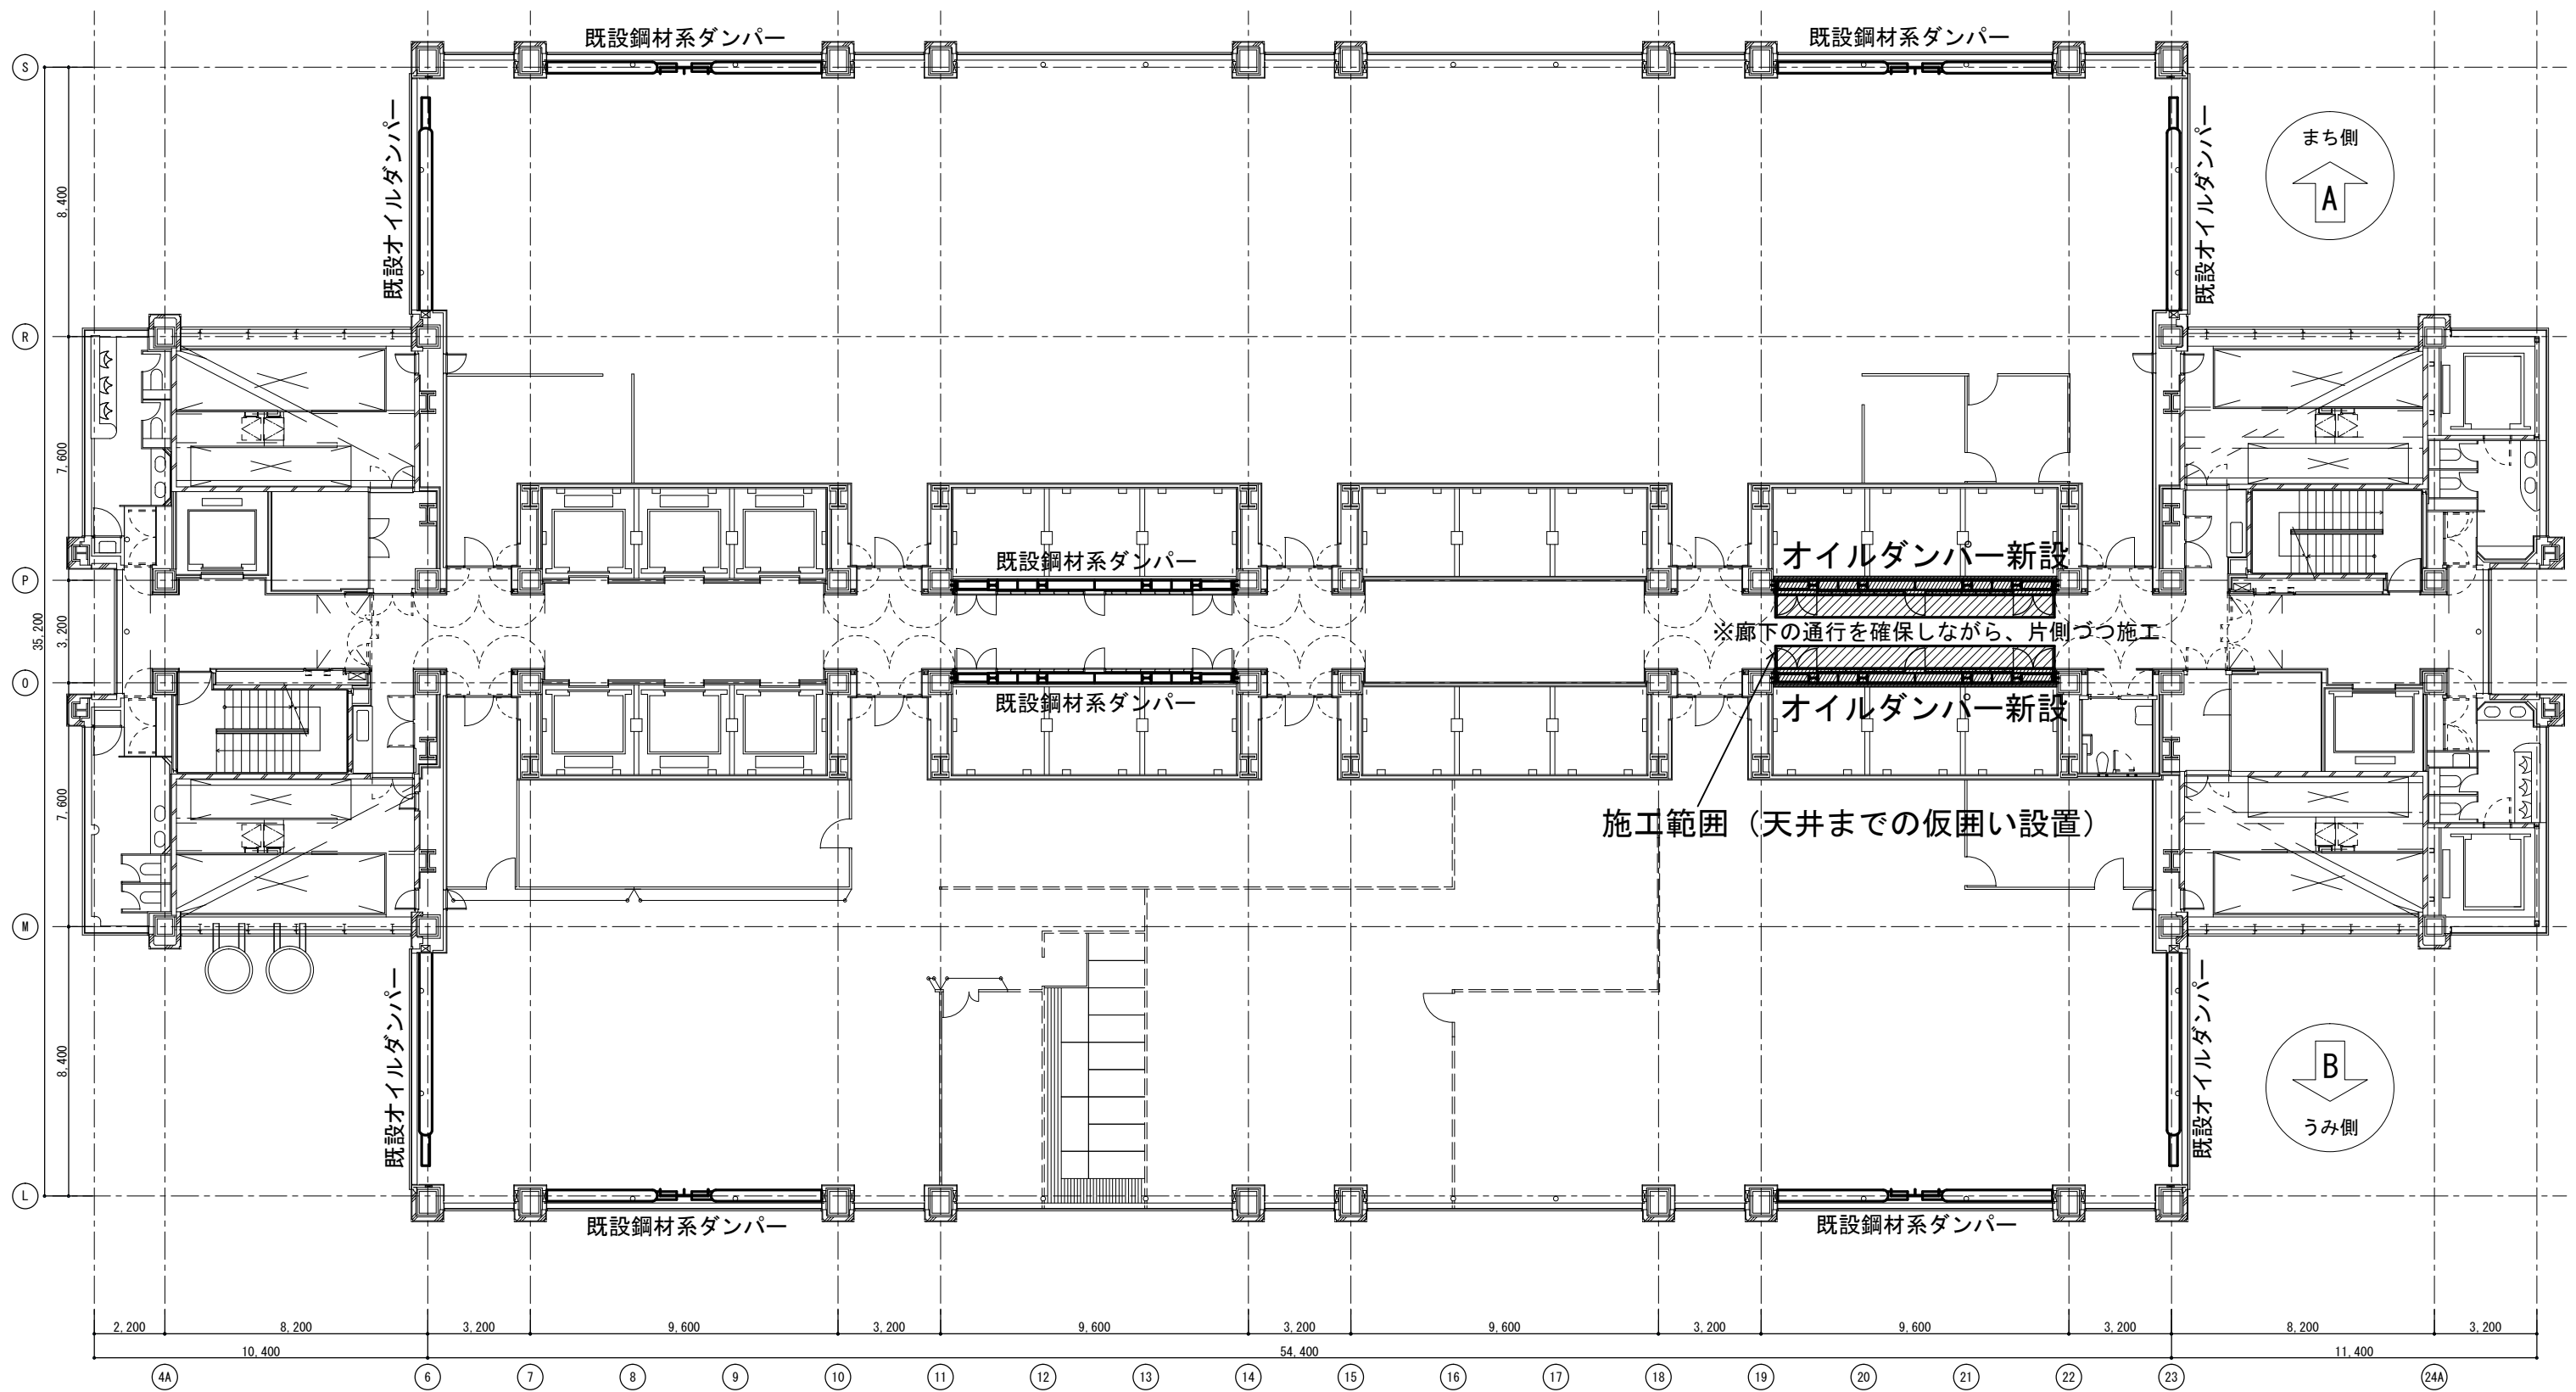 既設鋼材系ダンパー
既設鋼材系ダンパー
S
既設オイルダンパー
既設オイルダンパー
まち側
A
8,400
R
7,600
既設鋼材系ダンパー
オイルダンパー新設
P
35,200
3,200
※廊下の通行を確保しながら、片側づつ施工
O
既設鋼材系ダンパー
オイルダンパー新設
7,600
施工範囲（天井までの仮囲い設置）
M
既設オイルダンパー
既設オイルダンパー
8,400
B
うみ側
L
既設鋼材系ダンパー
既設鋼材系ダンパー
2,200 8,200 3,200 9,600 3,200 9,600 3,200 9,600 3,200 9,600 3,200 8,200 3,200
10,400 54,400 11,400
4A 6 7 8 9 10 11 12 13 14 15 16 17 18 19 20 21 22 23 24A